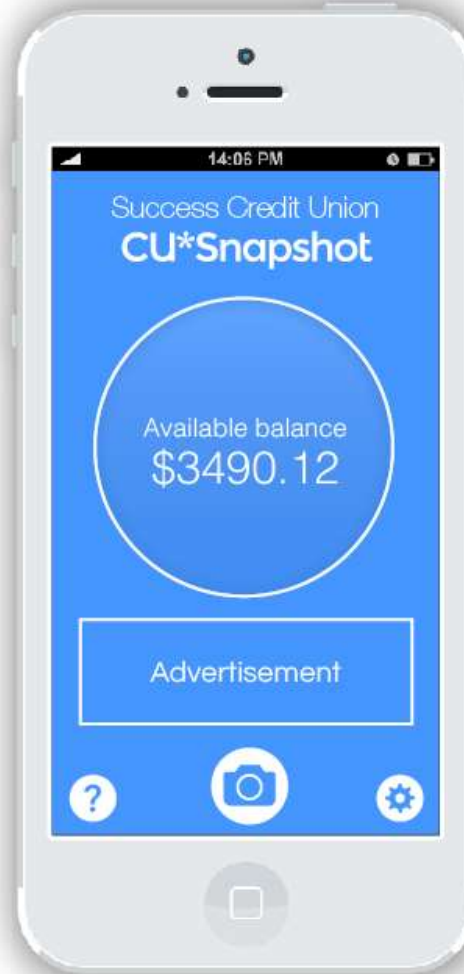 14:06 PM
Success Credit Union
CU*Snapshot
Available balance
$3490.12
Advertisement
?